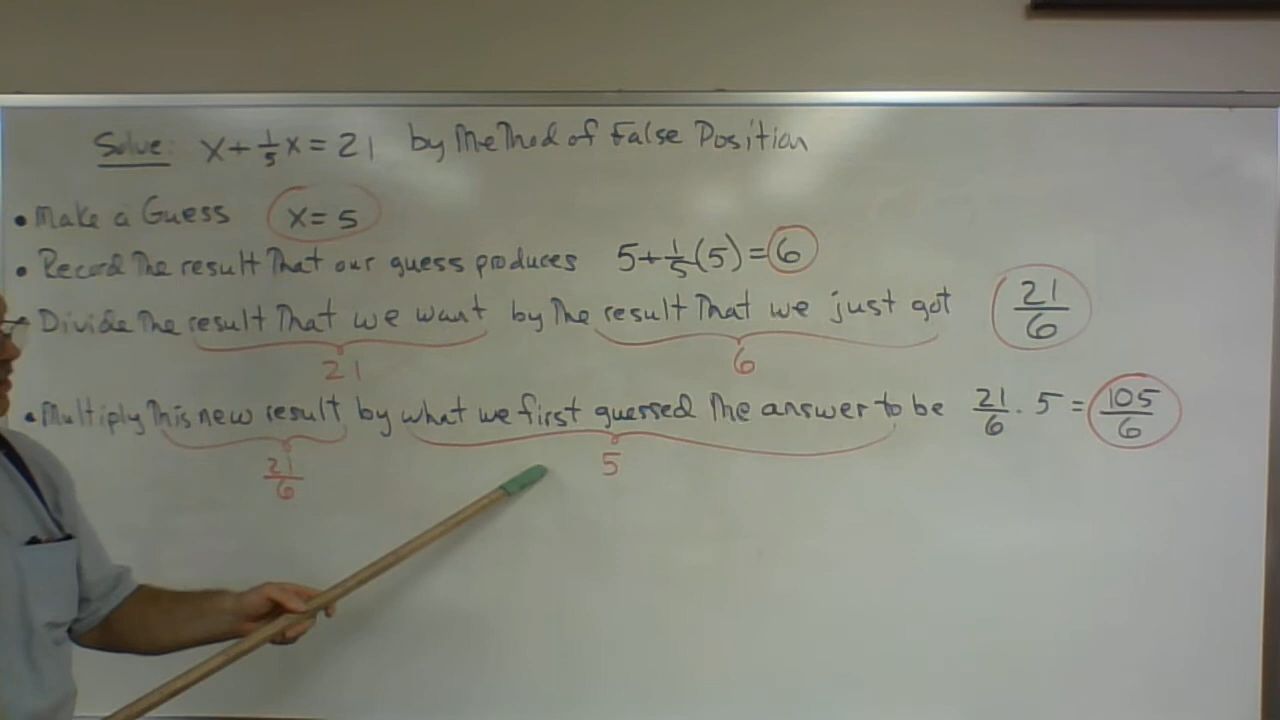 Solve: x + 1/5 x = 21 by Method of False Position
• Make a Guess x = 5
• Record The result That our guess produces 5 + 1/5 (5) = 6
• Divide The result That we want by The result That we just got 21/6
21 6
• Multiply This new result by what we first guessed The answer to be 21/6 · 5 = 105/6
21/6 5